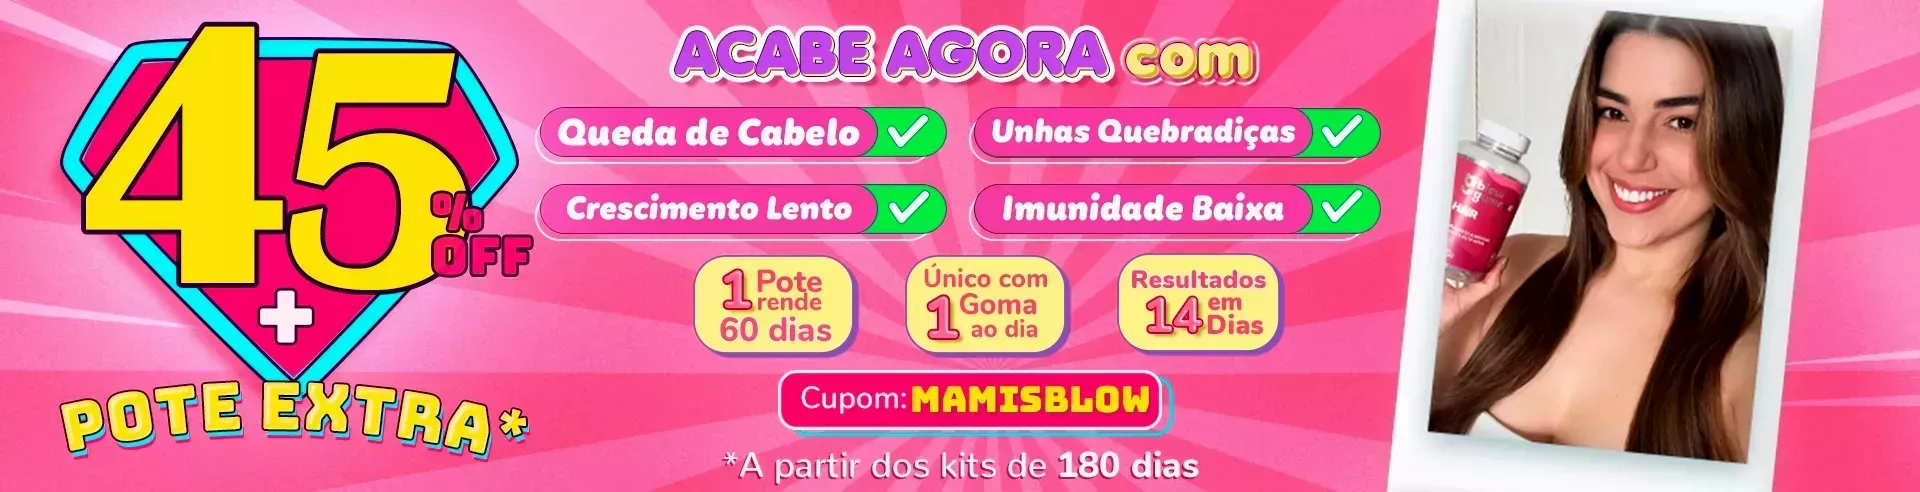 45
% OFF
+
POTE EXTRA*
ACABE AGORA com
Queda de Cabelo
Unhas Quebradiças
Crescimento Lento
Imunidade Baixa
1 Pote
rende
60 dias
Único com
1 Goma
ao dia
Resultados
14 em
Dias
Cupom: MAMISBLOW
*A partir dos kits de 180 dias
HAIR